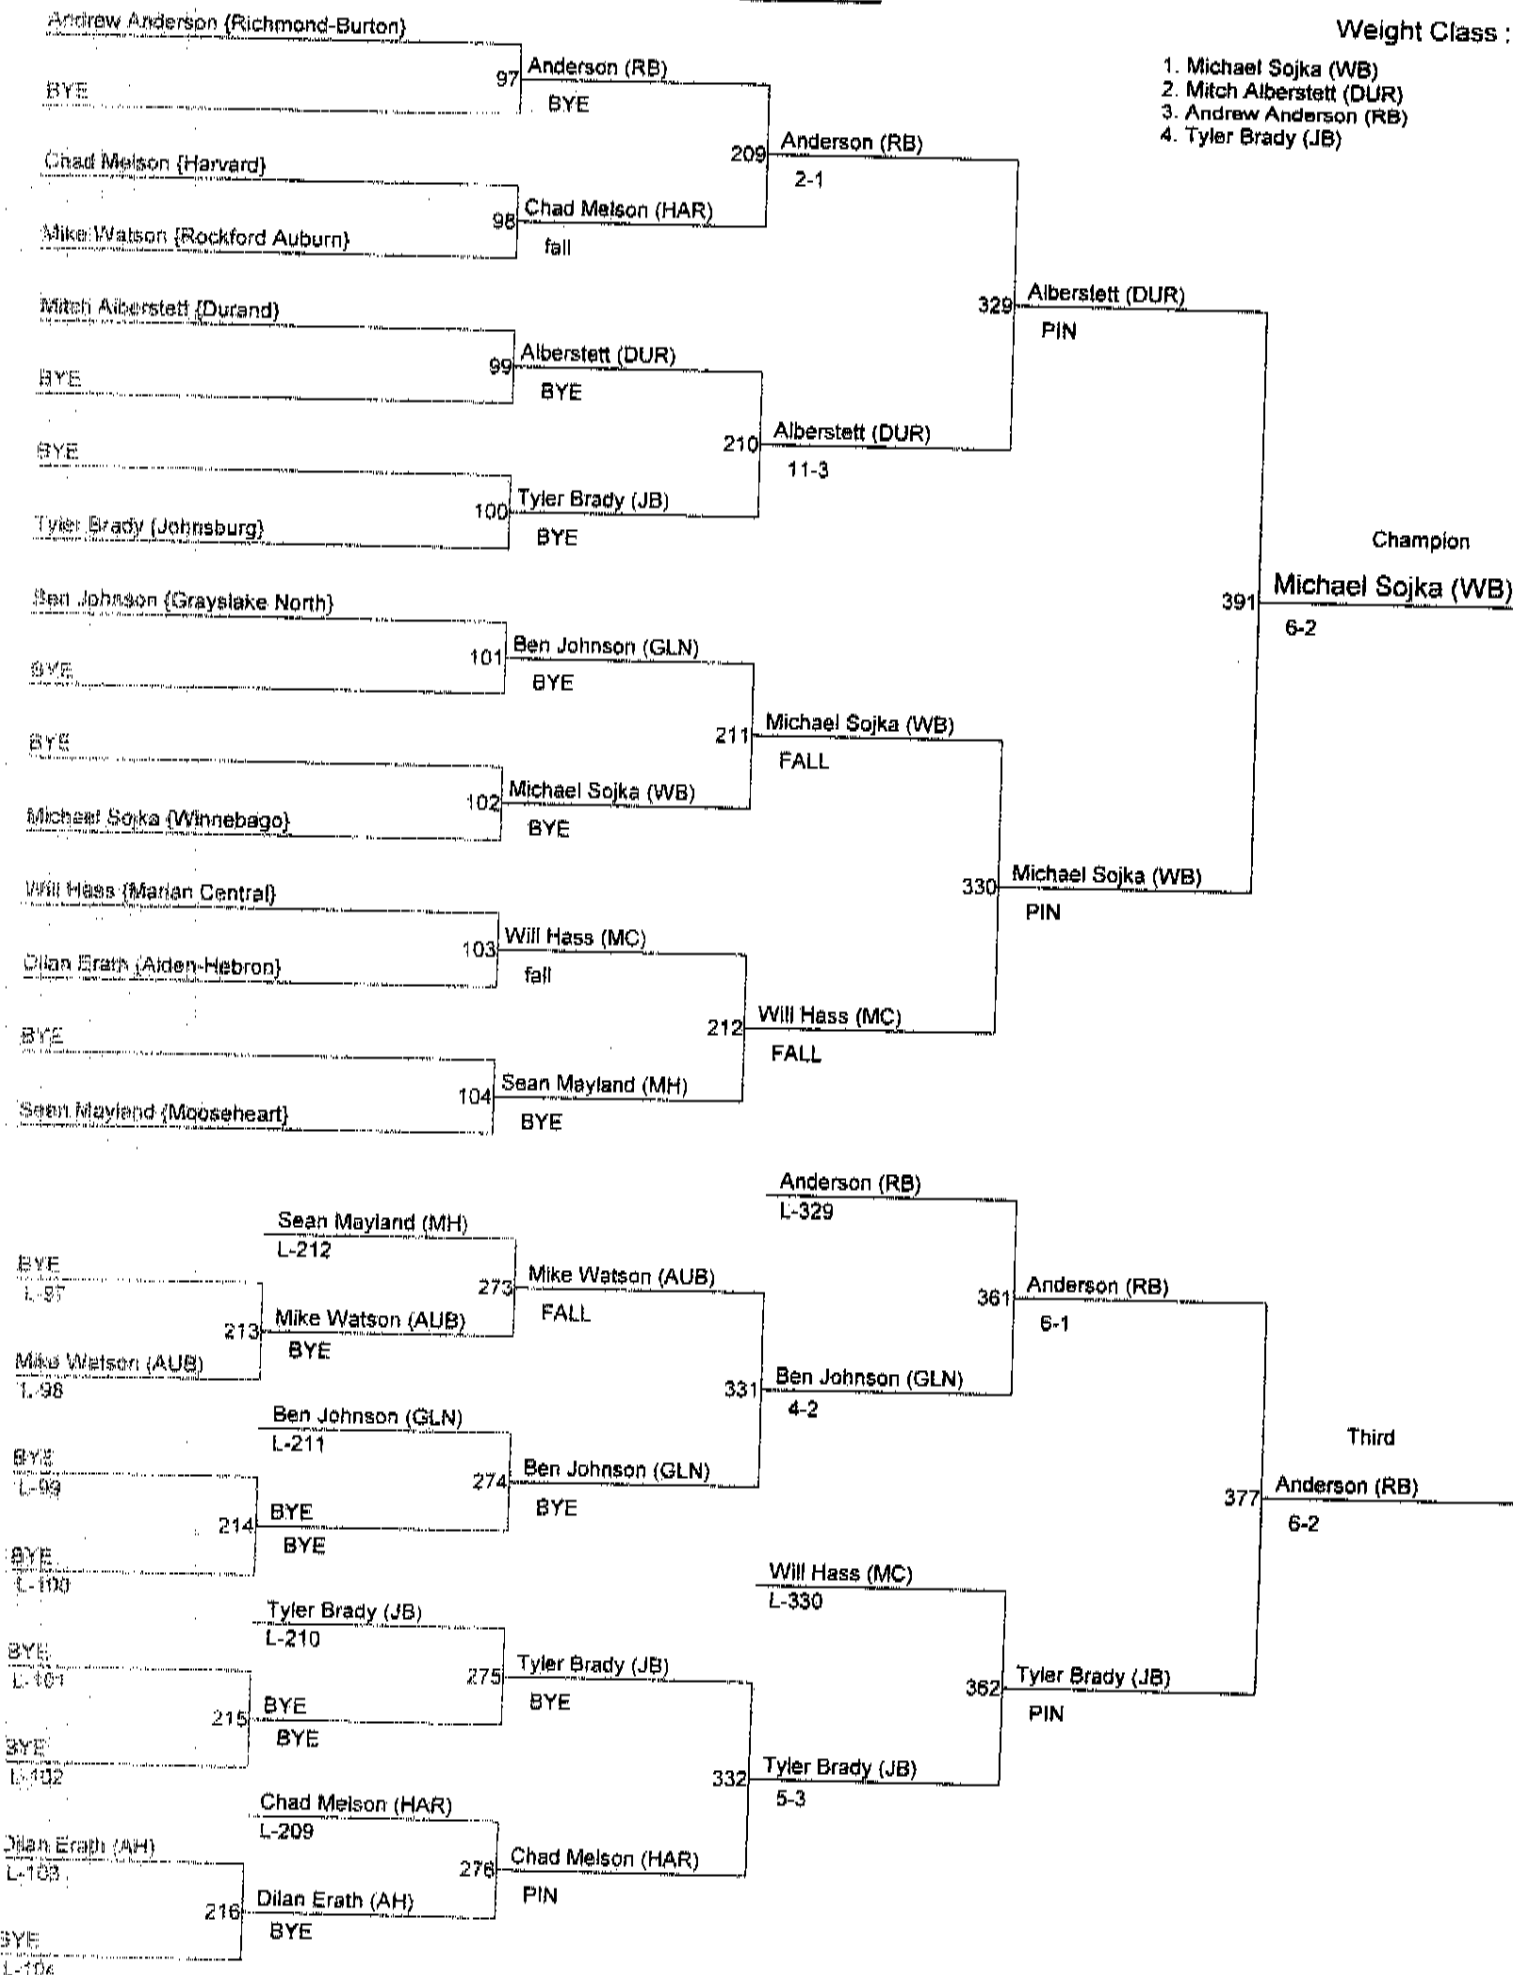 Weight Class :
1. Michael Sojka (WB)
2. Mitch Alberstett (DUR)
3. Andrew Anderson (RB)
4. Tyler Brady (JB)
Andrew Anderson {Richmond-Burton}
97 Anderson (RB)
BYE
BYE
209 Anderson (RB)
2-1
Chad Melson {Harvard}
98 Chad Melson (HAR)
fall
Mike Watson {Rockford Auburn}
329 Alberstett (DUR)
PIN
Mitch Alberstett {Durand}
99 Alberstett (DUR)
BYE
BYE
210 Alberstett (DUR)
11-3
BYE
100 Tyler Brady (JB)
BYE
Tyler Brady {Johnsburg}
Champion
391 Michael Sojka (WB)
6-2
Ben Johnson {Grayslake North}
101 Ben Johnson (GLN)
BYE
BYE
211 Michael Sojka (WB)
FALL
BYE
102 Michael Sojka (WB)
BYE
Michael Sojka {Winnebago}
330 Michael Sojka (WB)
PIN
Will Hass {Marian Central}
103 Will Hass (MC)
fall
Dilan Erath {Alden-Hebron}
212 Will Hass (MC)
FALL
BYE
104 Sean Mayland (MH)
BYE
Sean Mayland {Mooseheart}
Anderson (RB)
L-329
Sean Mayland (MH)
L-212
BYE
L-97
273 Mike Watson (AUB)
FALL
361 Anderson (RB)
6-1
213 Mike Watson (AUB)
BYE
Mike Watson (AUB)
L-98
331 Ben Johnson (GLN)
4-2
Ben Johnson (GLN)
L-211
Third
BYE
L-99
274 Ben Johnson (GLN)
BYE
377 Anderson (RB)
6-2
214 BYE
BYE
BYE
L-100
Will Hass (MC)
L-330
Tyler Brady (JB)
L-210
BYE
L-101
275 Tyler Brady (JB)
BYE
362 Tyler Brady (JB)
PIN
215 BYE
BYE
BYE
L-102
332 Tyler Brady (JB)
5-3
Chad Melson (HAR)
L-209
Dilan Erath (AH)
L-103
276 Chad Melson (HAR)
PIN
216 Dilan Erath (AH)
BYE
BYE
L-104